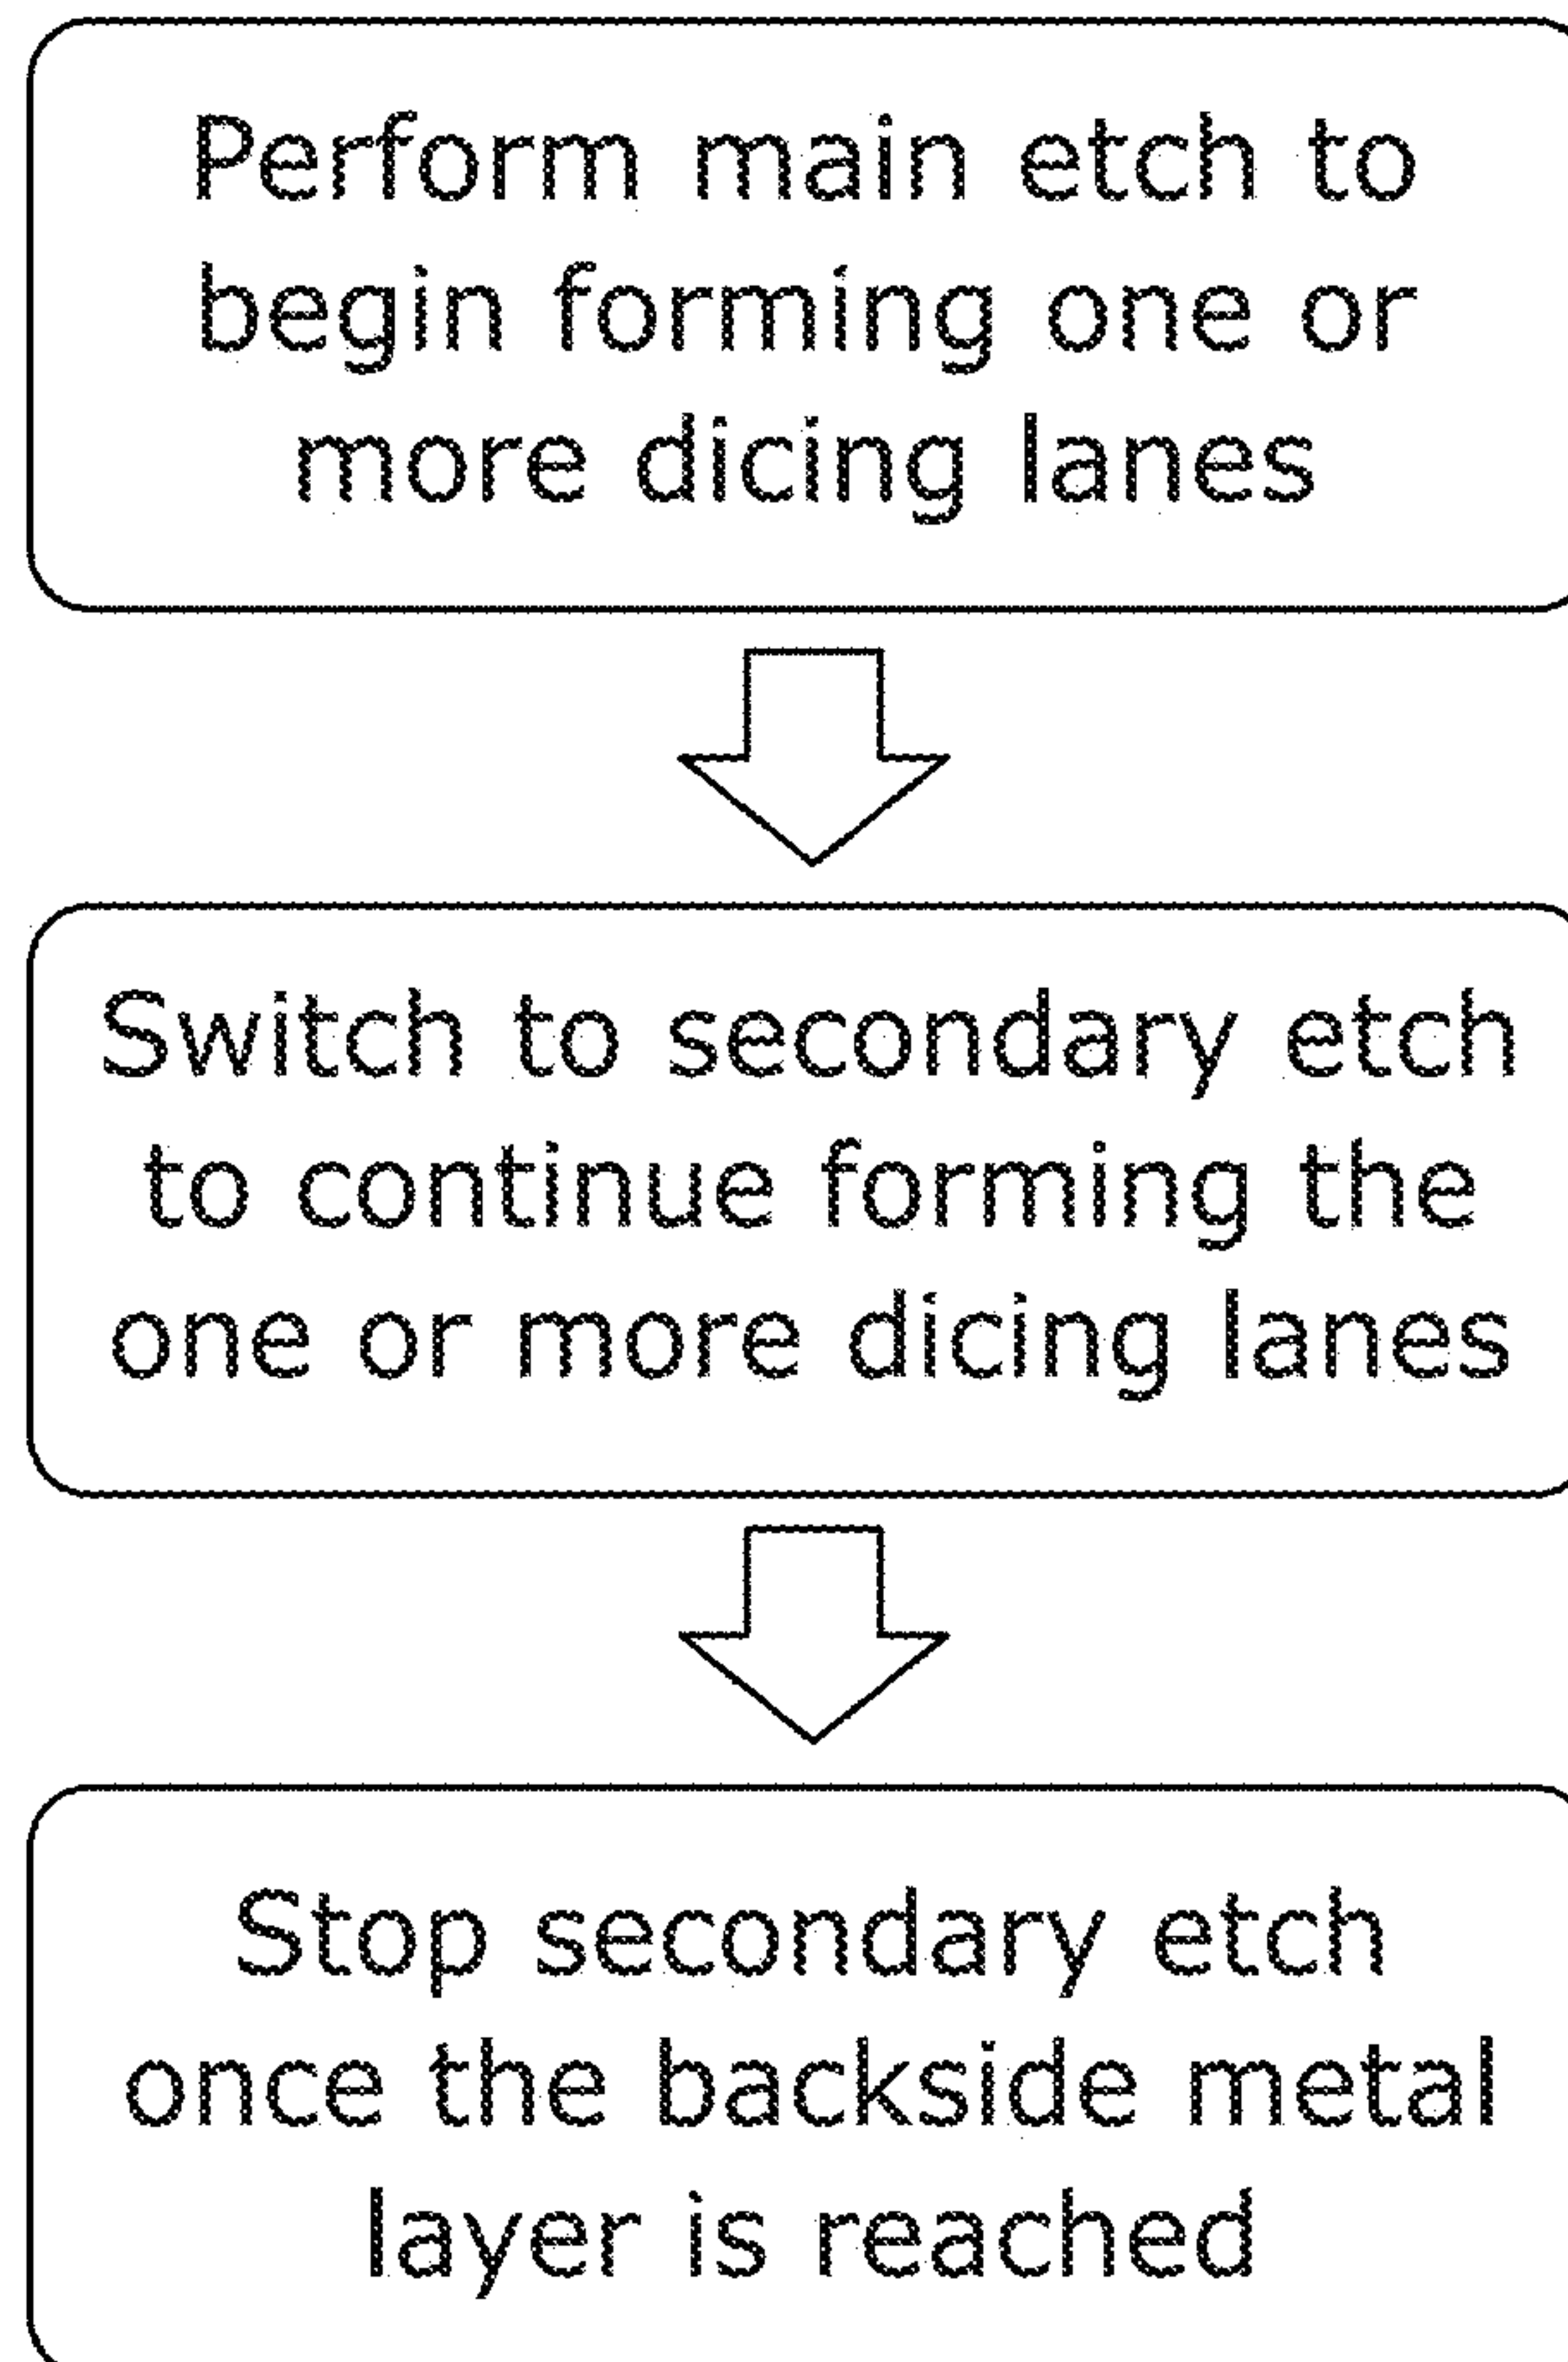 Perform main etch to
begin forming one or
more dicing lanes
Switch to secondary etch
to continue forming the
one or more dicing lanes
Stop secondary etch
once the backside metal
layer is reached